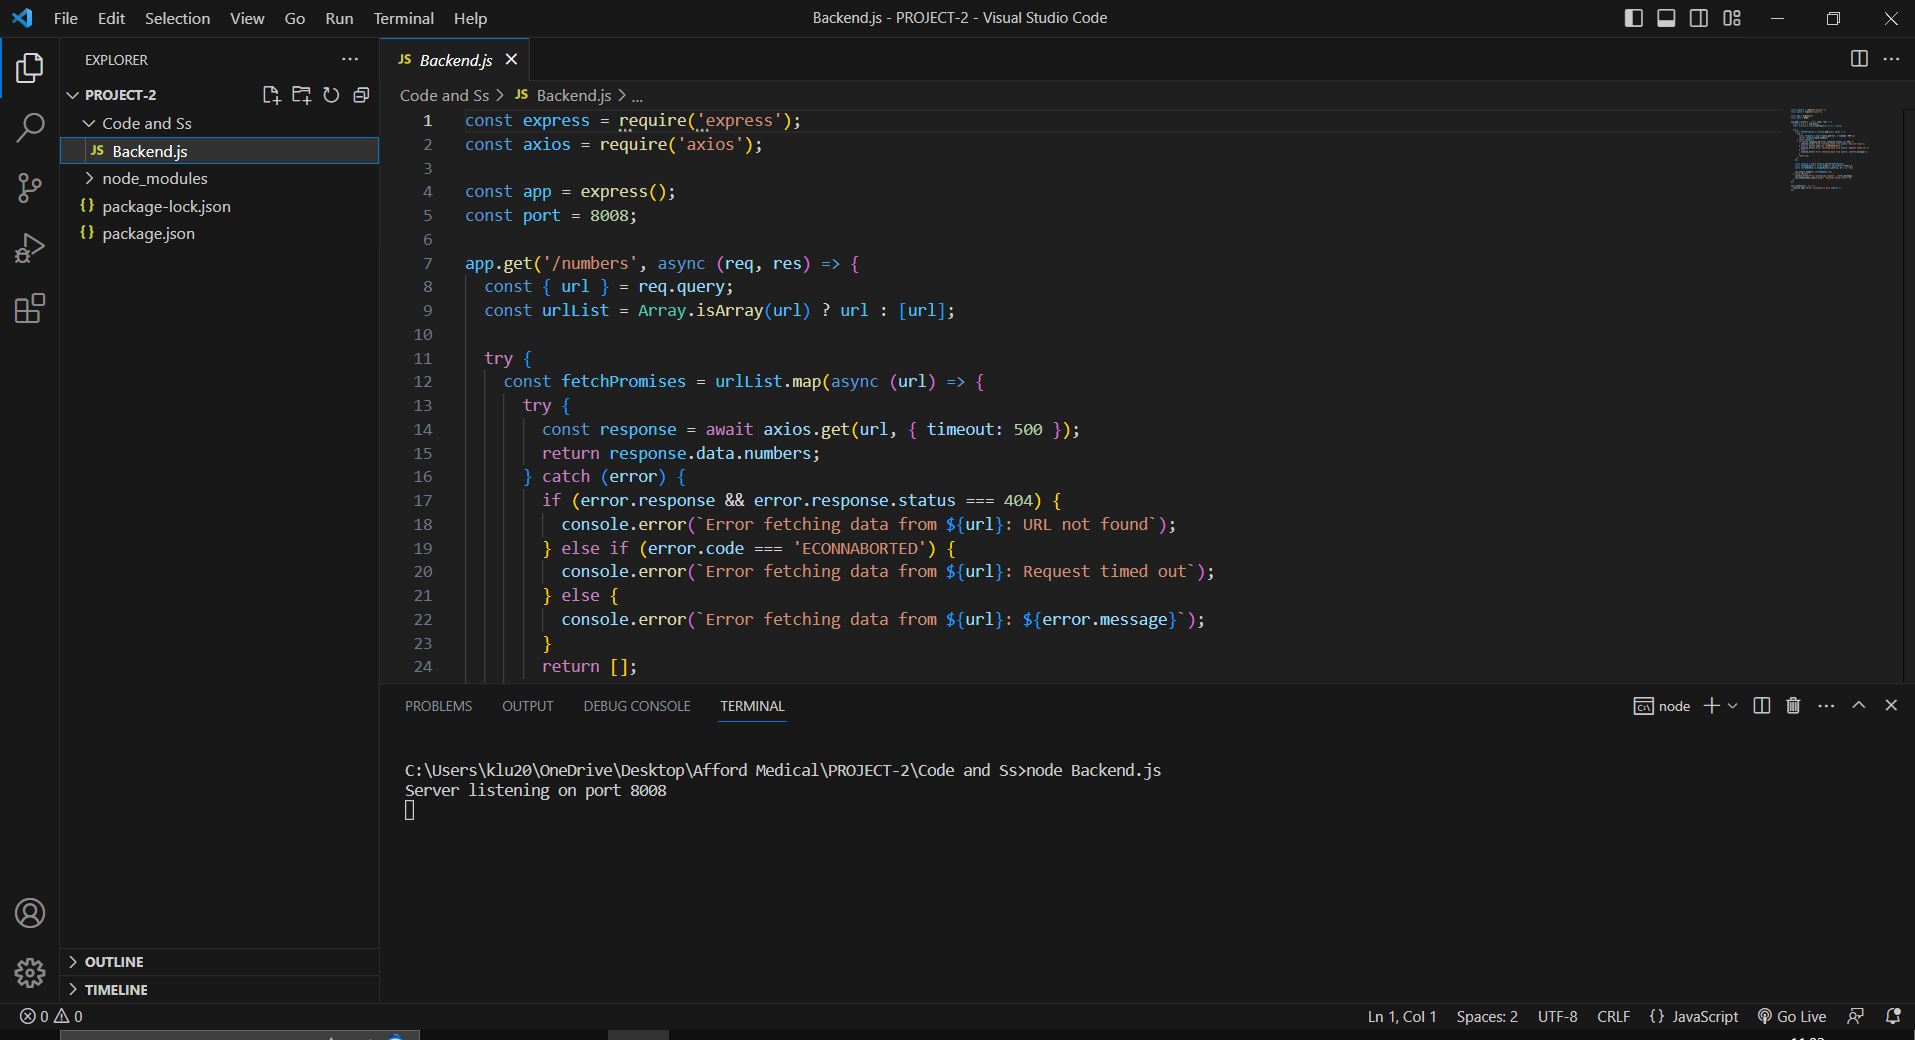 File Edit Selection View Go Run Terminal Help
Backend.js - PROJECT-2 - Visual Studio Code
EXPLORER
PROJECT-2
Code and Ss
JS Backend.js
node_modules
{} package-lock.json
{} package.json
OUTLINE
TIMELINE
JS Backend.js
Code and Ss > JS Backend.js > ...
1 const express = require('express');
2 const axios = require('axios');
3
4 const app = express();
5 const port = 8008;
6
7 app.get('/numbers', async (req, res) => {
8 const { url } = req.query;
9 const urlList = Array.isArray(url) ? url : [url];
10
11 try {
12 const fetchPromises = urlList.map(async (url) => {
13 try {
14 const response = await axios.get(url, { timeout: 500 });
15 return response.data.numbers;
16 } catch (error) {
17 if (error.response && error.response.status === 404) {
18 console.error(`Error fetching data from ${url}: URL not found`);
19 } else if (error.code === 'ECONNABORTED') {
20 console.error(`Error fetching data from ${url}: Request timed out`);
21 } else {
22 console.error(`Error fetching data from ${url}: ${error.message}`);
23 }
24 return [];
PROBLEMS OUTPUT DEBUG CONSOLE TERMINAL
node
C:\Users\klu20\OneDrive\Desktop\Afford Medical\PROJECT-2\Code and Ss>node Backend.js
Server listening on port 8008
0 0
Ln 1, Col 1 Spaces: 2 UTF-8 CRLF {} JavaScript Go Live